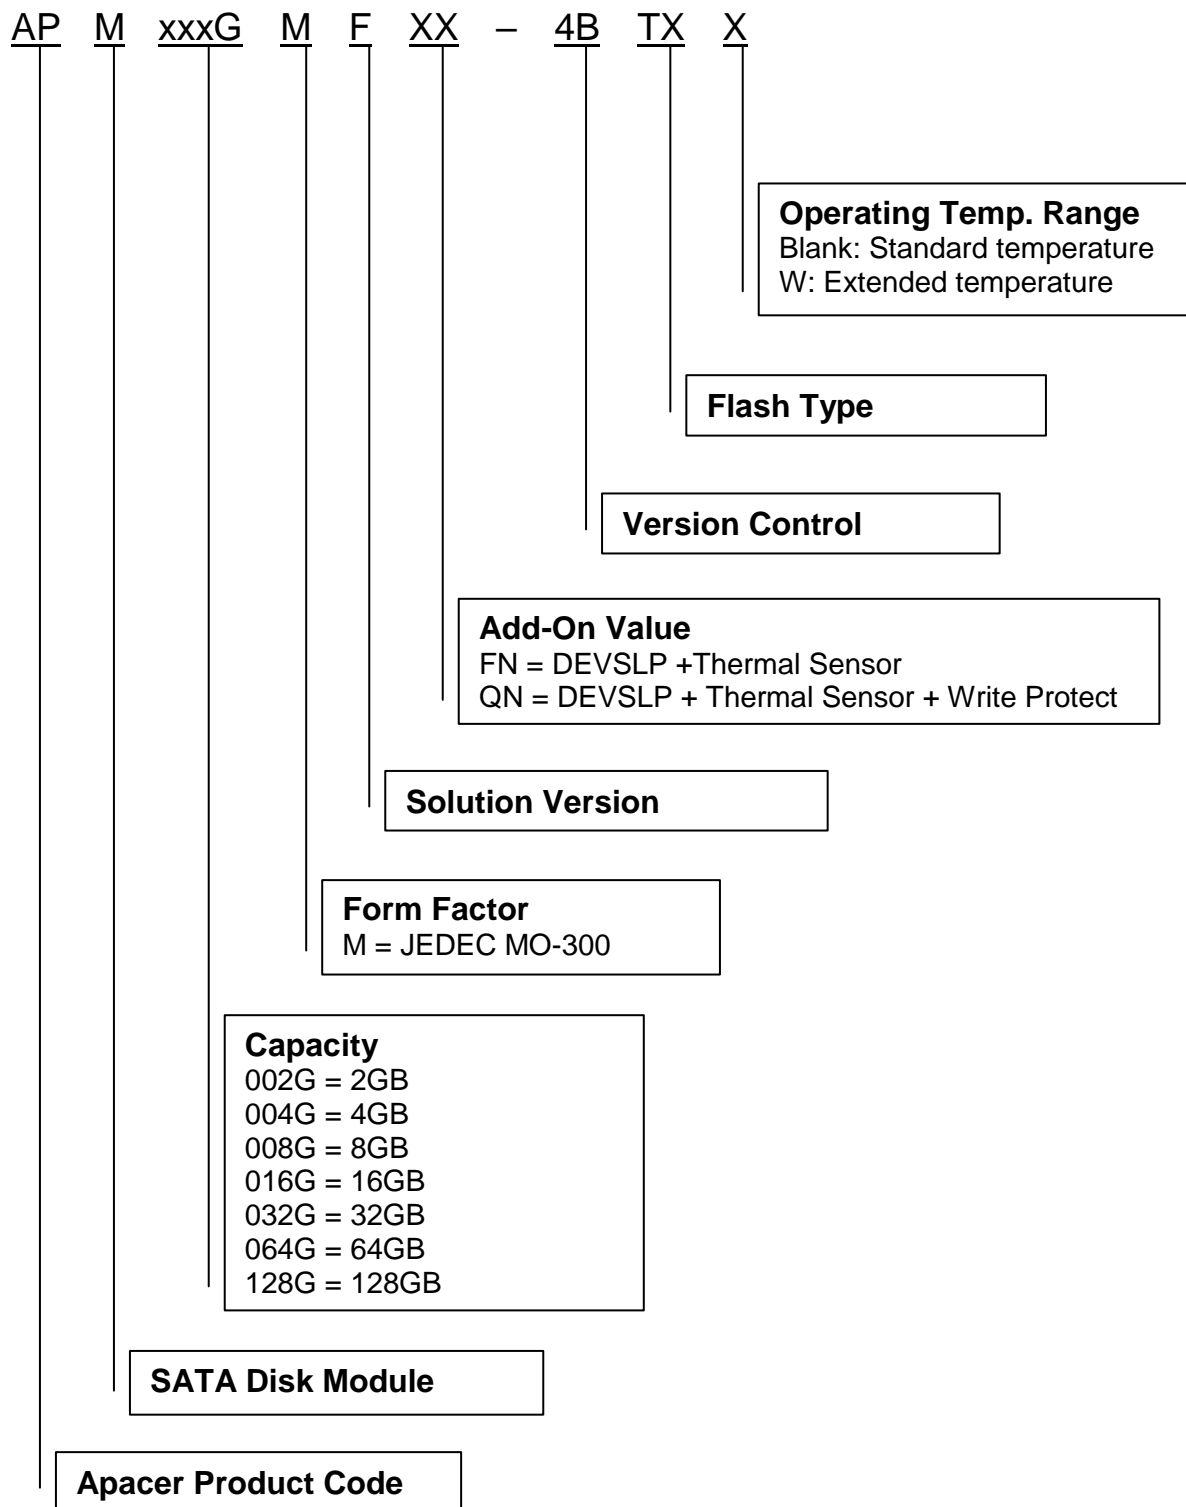 AP M xxxG M F XX – 4B TX X
Operating Temp. Range
Blank: Standard temperature
W: Extended temperature
Flash Type
Version Control
Add-On Value
FN = DEVSLP +Thermal Sensor
QN = DEVSLP + Thermal Sensor + Write Protect
Solution Version
Form Factor
M = JEDEC MO-300
Capacity
002G = 2GB
004G = 4GB
008G = 8GB
016G = 16GB
032G = 32GB
064G = 64GB
128G = 128GB
SATA Disk Module
Apacer Product Code